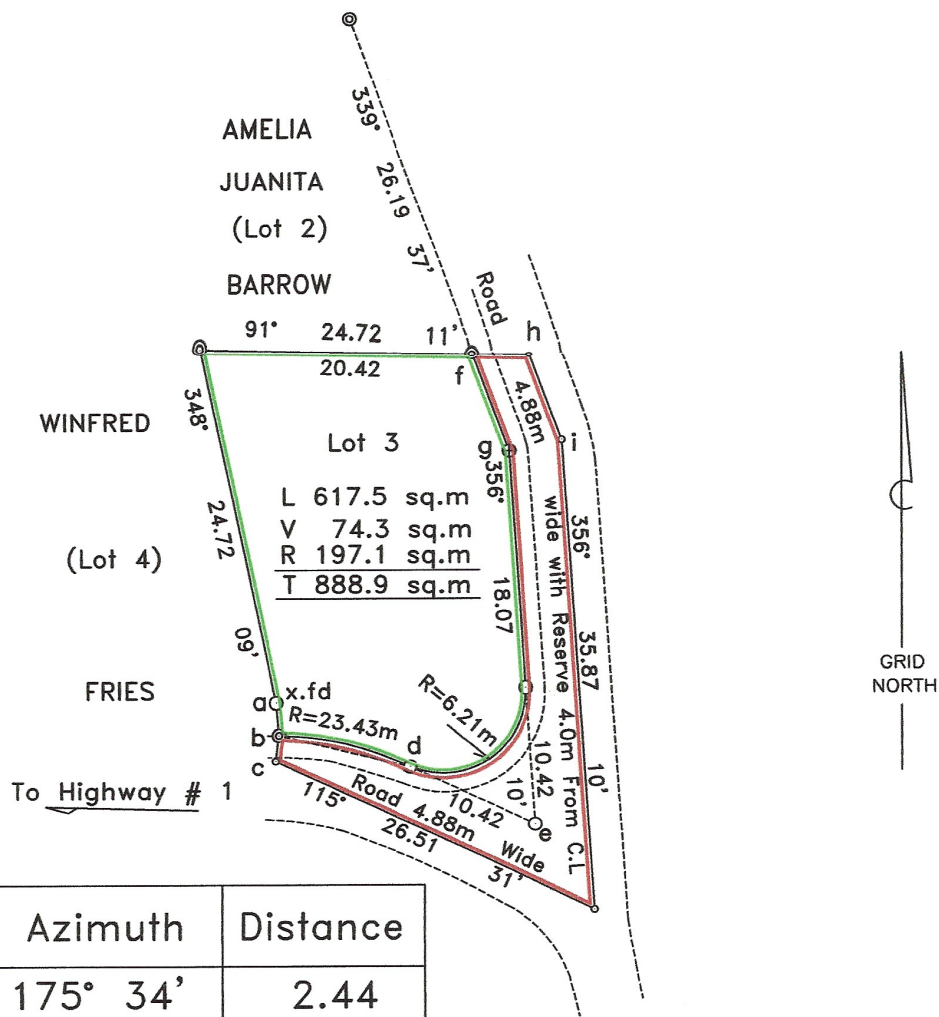 339° 26.19 37'
AMELIA
JUANITA
(Lot 2)
BARROW
Road
h
91° 24.72 11'
20.42
f
4.88m
348° 24.72 09'
WINFRED
Lot 3
g
i
356°
L 617.5 sq.m
V 74.3 sq.m
R 197.1 sq.m
T 888.9 sq.m
(Lot 4)
18.07
wide with Reserve 4.0m From C.L
356° 35.87 10'
GRID
NORTH
FRIES
a
x.fd
R=23.43m
R=6.21m
b
d
c
10.42
10'
10.42
e
To Highway # 1
115° 26.51 31'
Road 4.88m Wide
Azimuth Distance
175° 34' 2.44